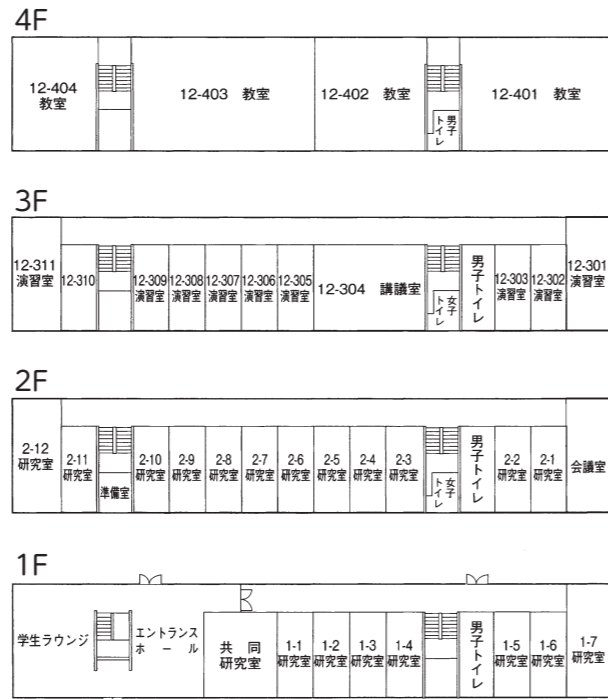 4F
12-404
教室
12-403 教室
12-402 教室
男子
トイレ
12-401 教室
3F
12-311
演習室
12-310
12-309
演習室
12-308
演習室
12-307
演習室
12-306
演習室
12-305
演習室
12-304 講議室
女子
トイレ
男子トイレ
12-303
演習室
12-302
演習室
12-301
演習室
2F
2-12
研究室
2-11
研究室
準備室
2-10
研究室
2-9
研究室
2-8
研究室
2-7
研究室
2-6
研究室
2-5
研究室
2-4
研究室
2-3
研究室
女子
トイレ
男子トイレ
2-2
研究室
2-1
研究室
会議室
1F
学生ラウンジ
エントランス
ホール
共同
研究室
1-1
研究室
1-2
研究室
1-3
研究室
1-4
研究室
男子トイレ
1-5
研究室
1-6
研究室
1-7
研究室